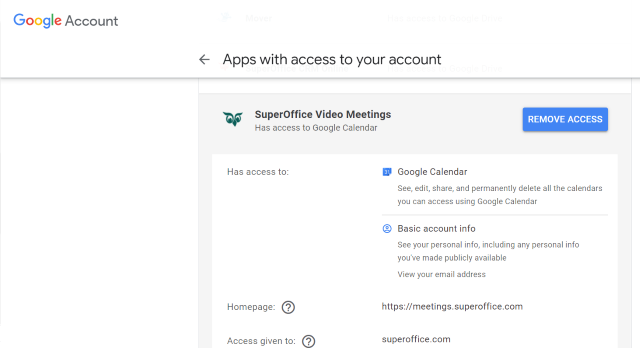 Google Account
Apps with access to your account
SuperOffice Video Meetings
Has access to Google Calendar
REMOVE ACCESS
Has access to:
Google Calendar
See, edit, share, and permanently delete all the calendars
you can access using Google Calendar
Basic account info
See your personal info, including any personal info
you've made publicly available
View your email address
Homepage: ?
https://meetings.superoffice.com
Access given to: ?
superoffice.com